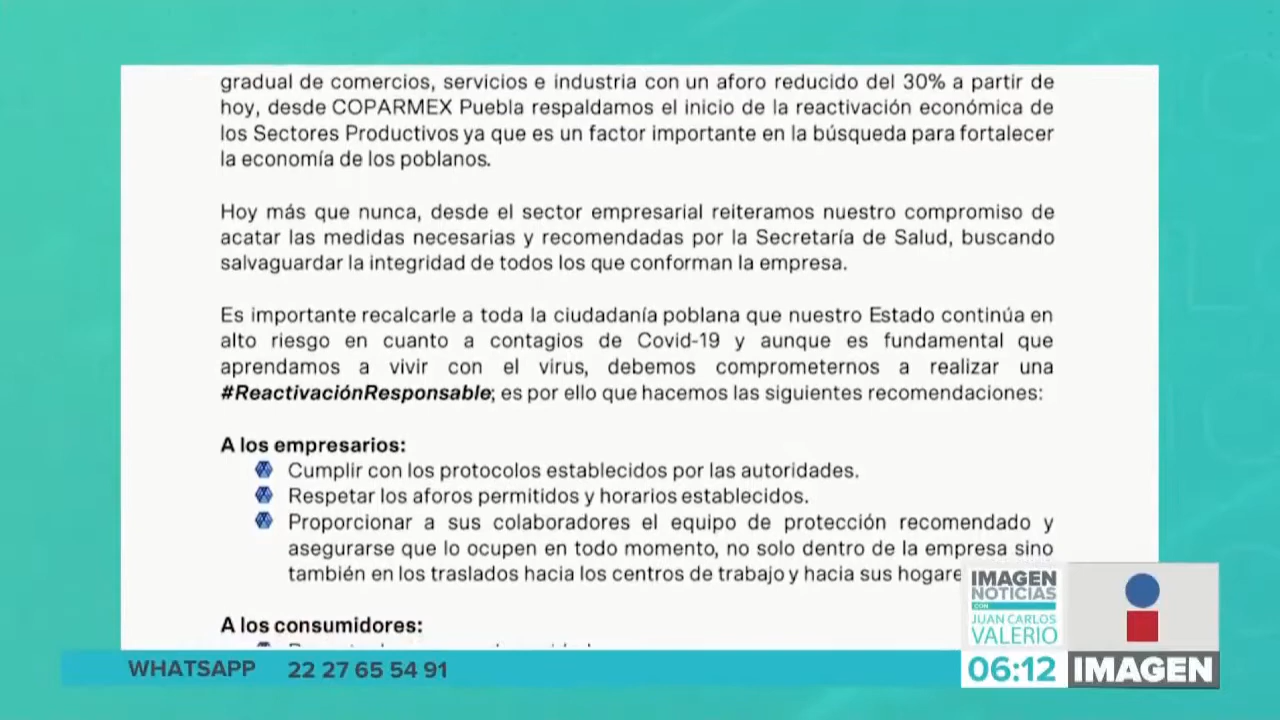 gradual de comercios, servicios e industria con un aforo reducido del 30% a partir de
hoy, desde COPARMEX Puebla respaldamos el inicio de la reactivación económica de
los Sectores Productivos ya que es un factor importante en la búsqueda para fortalecer
la economía de los poblanos.
Hoy más que nunca, desde el sector empresarial reiteramos nuestro compromiso de
acatar las medidas necesarias y recomendadas por la Secretaría de Salud, buscando
salvaguardar la integridad de todos los que conforman la empresa.
Es importante recalcarle a toda la ciudadanía poblana que nuestro Estado continúa en
alto riesgo en cuanto a contagios de Covid-19 y aunque es fundamental que
aprendamos a vivir con el virus, debemos comprometernos a realizar una
#ReactivaciónResponsable; es por ello que hacemos las siguientes recomendaciones:
A los empresarios:
Cumplir con los protocolos establecidos por las autoridades.
Respetar los aforos permitidos y horarios establecidos.
Proporcionar a sus colaboradores el equipo de protección recomendado y
asegurarse que lo ocupen en todo momento, no solo dentro de la empresa sino
también en los traslados hacia los centros de trabajo y hacia sus hogare
A los consumidores:
IMAGEN
NOTICIAS
CON
JUAN CARLOS
VALERIO
06:12
IMAGEN
WHATSAPP 22 27 65 54 91